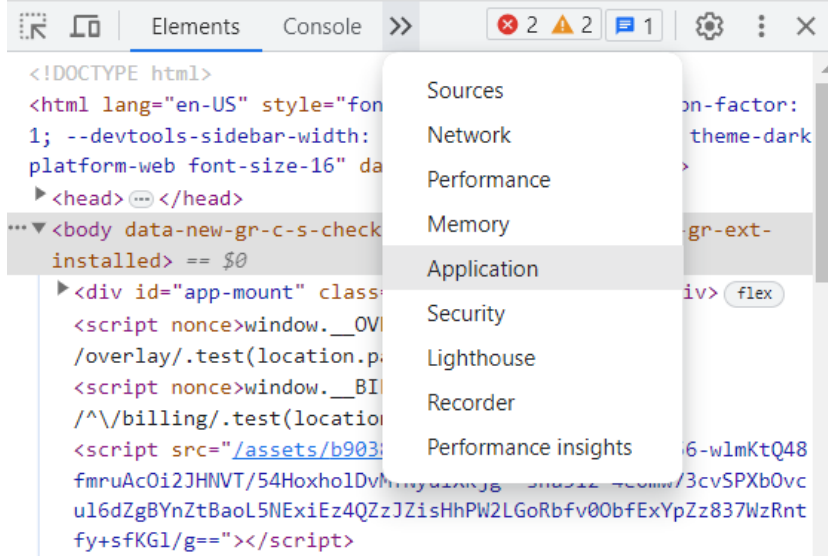 Elements Console 2 2 1
<!DOCTYPE html>
<html lang="en-US" style="fon on-factor:
1; --devtools-sidebar-width: theme-dark
platform-web font-size-16" da >
<head> </head>
<body data-new-gr-c-s-check -gr-ext-
installed> == $0
<div id="app-mount" class= iv> flex
<script nonce>window.__OV
/overlay/.test(location.pa
<script nonce>window.__BI
/^\/billing/.test(location
<script src="/assets/b903 6-wlmKtQ48
fmruAcOi2JHNVT/54HoxholDvM
ul6dZgBYnZtBaoL5NExiEz4QZzJZisHhPW2LGoRbfv0ObfExYpZz837WzRnt
fy+sfKGl/g=="></script>
Sources
Network
Performance
Memory
Application
Security
Lighthouse
Recorder
Performance insights